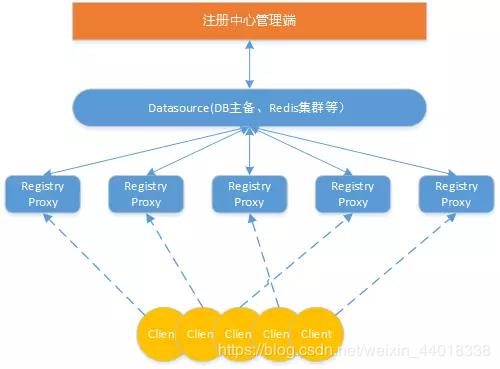 注册中心管理端
Datasource(DB主备、Redis集群等）
Registry
Proxy
Registry
Proxy
Registry
Proxy
Registry
Proxy
Registry
Proxy
Clien
Clien
Clien
Clien
Client
https://blog.csdn.net/weixin_44018338